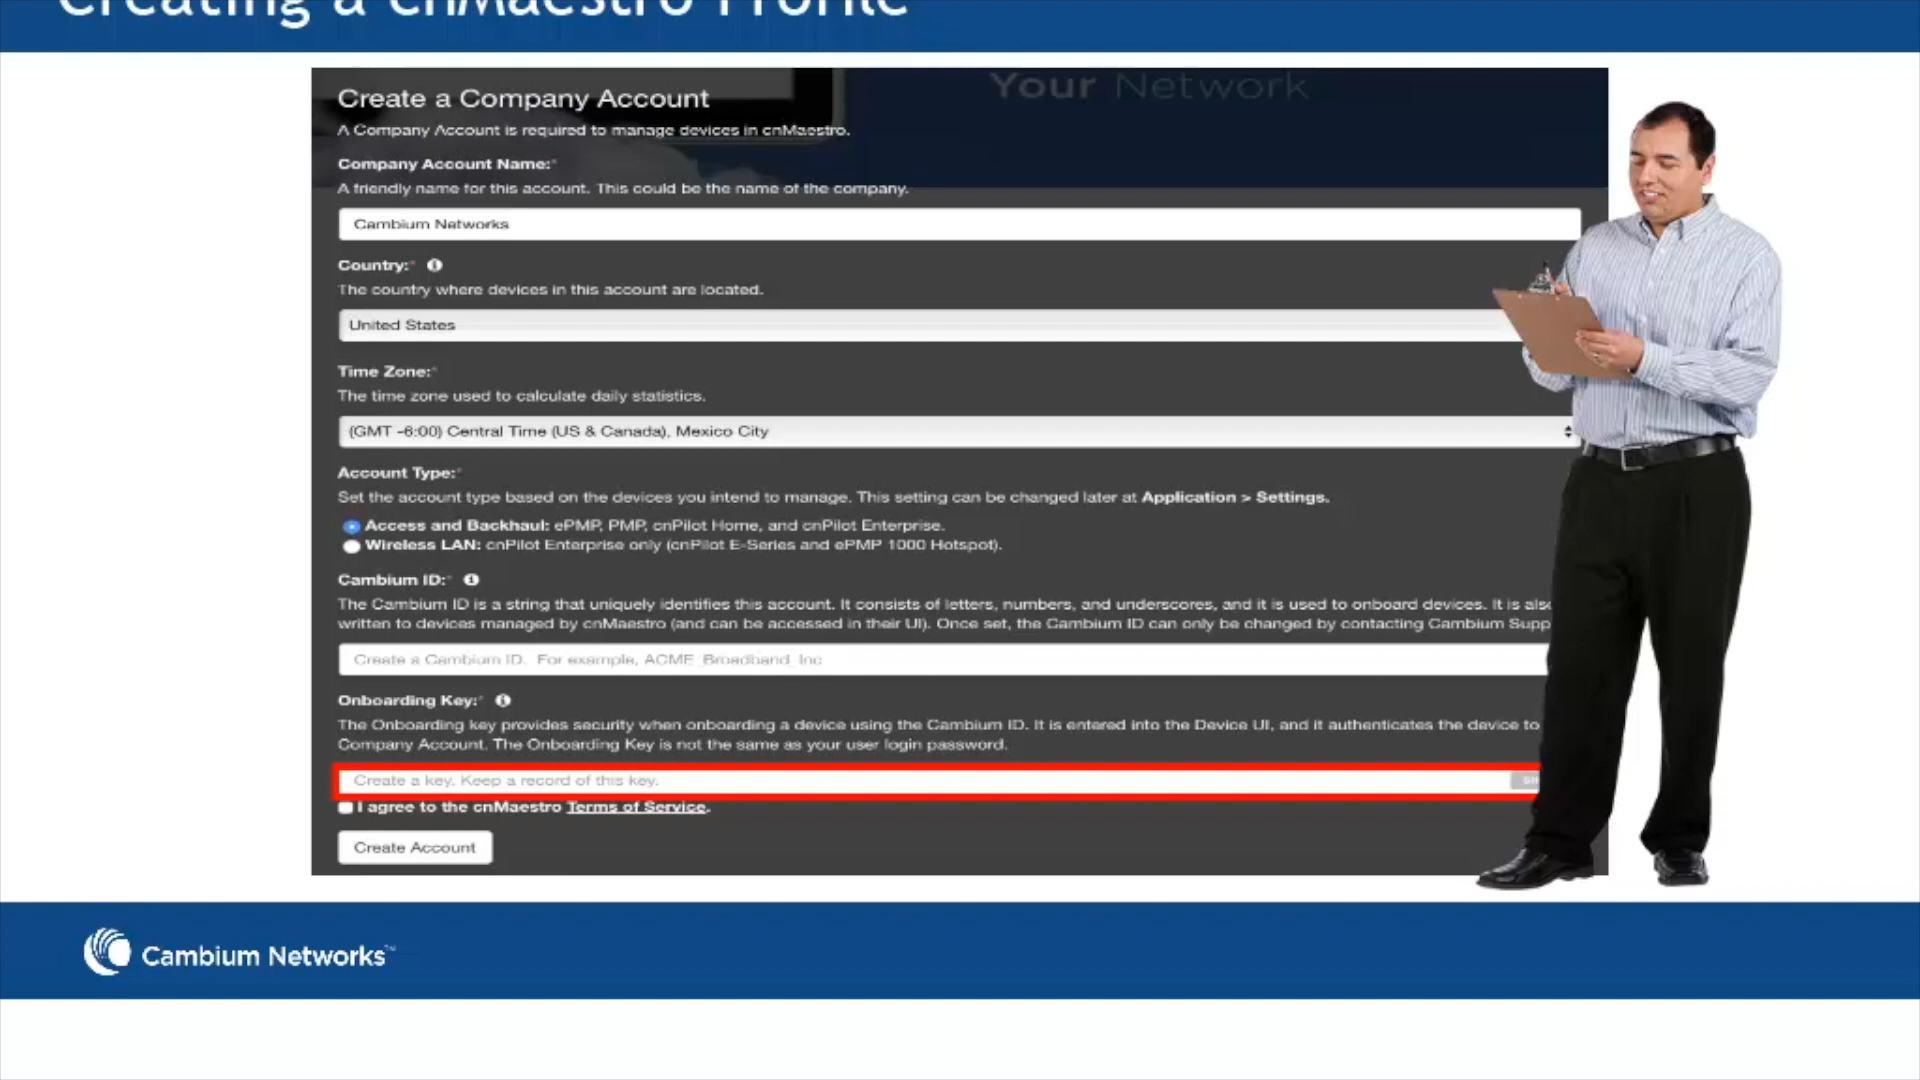 Creating a cnMaestro Profile
Your Network
Create a Company Account
A Company Account is required to manage devices in cnMaestro.
Company Account Name:*
A friendly name for this account. This could be the name of the company.
Cambium Networks
Country:*
The country where devices in this account are located.
United States
Time Zone:*
The time zone used to calculate daily statistics.
(GMT -6:00) Central Time (US & Canada), Mexico City
Account Type:*
Set the account type based on the devices you intend to manage. This setting can be changed later at Application > Settings.
Access and Backhaul: ePMP, PMP, cnPilot Home, and cnPilot Enterprise.
Wireless LAN: cnPilot Enterprise only (cnPilot E-Series and ePMP 1000 Hotspot).
Cambium ID:*
The Cambium ID is a string that uniquely identifies this account. It consists of letters, numbers, and underscores, and it is used to onboard devices. It is
written to devices managed by cnMaestro (and can be accessed in their UI). Once set, the Cambium ID can only be changed by contacting Cambium
Create a Cambium ID. For example, ACME_Broadband_Inc
Onboarding Key:*
The Onboarding key provides security when onboarding a device using the Cambium ID. It is entered into the Device UI, and it authenticates the device to
Company Account. The Onboarding Key is not the same as your user login password.
Create a key. Keep a record of this key.
I agree to the cnMaestro Terms of Service.
Create Account
Cambium Networks™